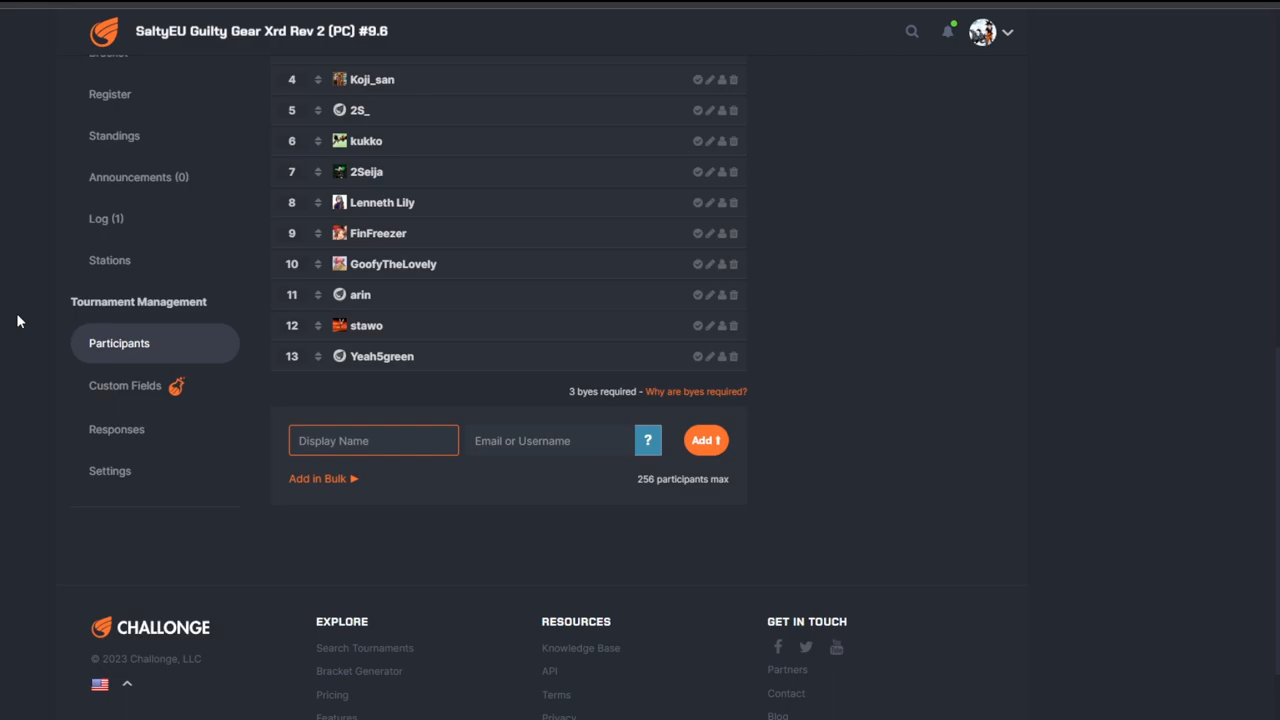 SaltyEU Guilty Gear Xrd Rev 2 (PC) #9.6
Bracket
Register
Standings
Announcements (0)
Log (1)
Stations
Tournament Management
Participants
Custom Fields
Responses
Settings
4 Koji_san
5 2S_
6 kukko
7 2Seija
8 Lenneth Lily
9 FinFreezer
10 GoofyTheLovely
11 arin
12 stawo
13 Yeah5green
3 byes required - Why are byes required?
Display Name
Email or Username
?
Add
Add in Bulk
256 participants max
CHALLONGE
© 2023 Challonge, LLC
EXPLORE
Search Tournaments
Bracket Generator
Pricing
Features
RESOURCES
Knowledge Base
API
Terms
Privacy
GET IN TOUCH
Partners
Contact
Blog